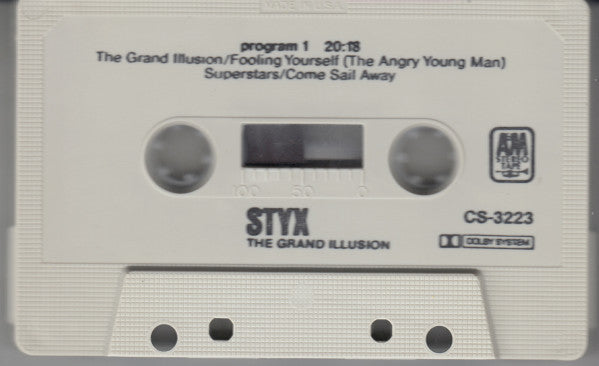 MADE IN U.S.A.
program 1 20:18
The Grand Illusion/Fooling Yourself (The Angry Young Man)
Superstars/Come Sail Away
A&M
STEREO
TAPE
100 50 0
STYX
THE GRAND ILLUSION
CS-3223
DOLBY SYSTEM